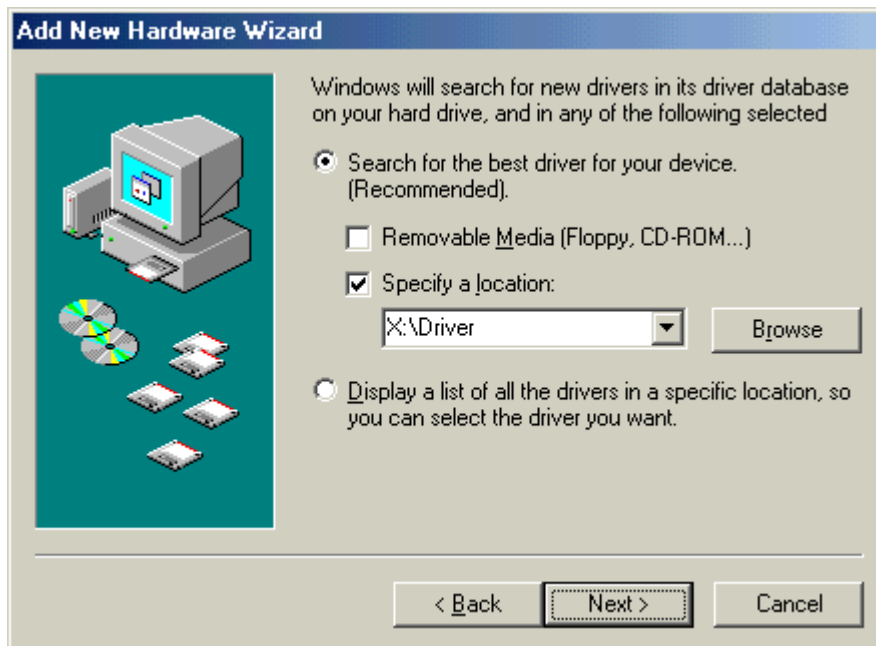 Add New Hardware Wizard
Windows will search for new drivers in its driver database
on your hard drive, and in any of the following selected
Search for the best driver for your device.
(Recommended).
Removable Media (Floppy, CD-ROM...)
Specify a location:
X:\Driver
Browse
Display a list of all the drivers in a specific location, so
you can select the driver you want.
< Back
Next >
Cancel